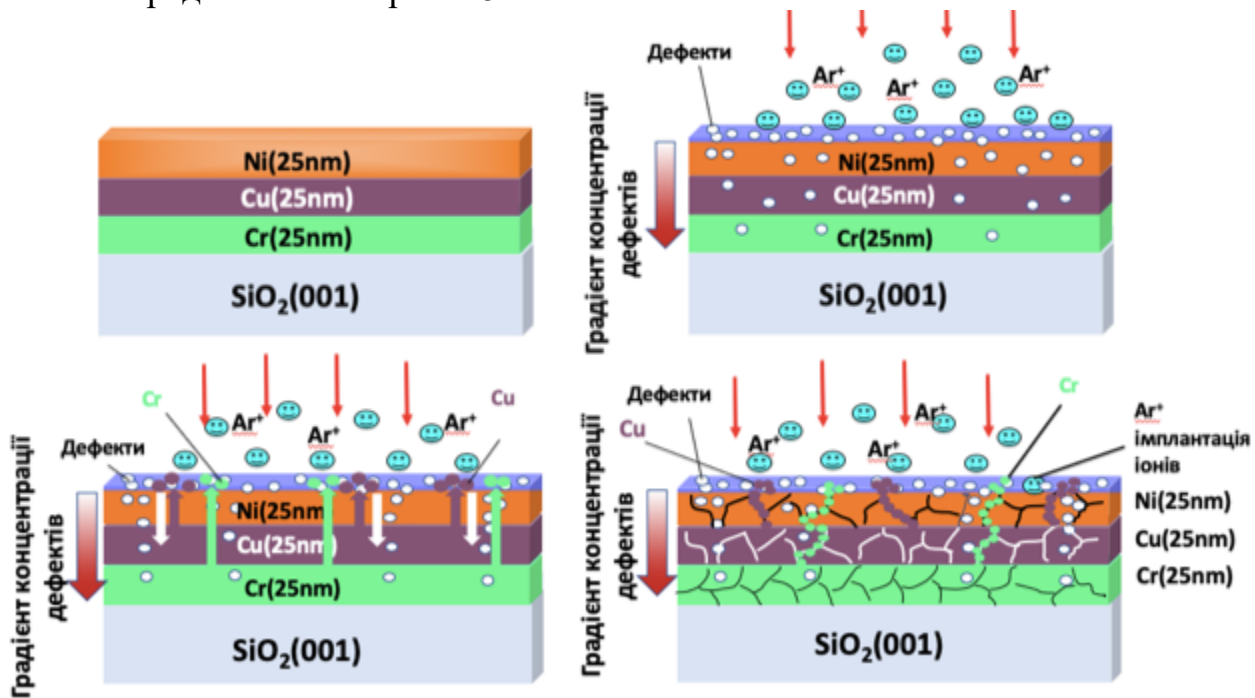 Ni(25nm)
Cu(25nm)
Cr(25nm)
SiO₂(001)
Дефекти
Ar⁺
Ar⁺
Ar⁺
Градієнт концентрації
дефектів
Ni(25nm)
Cu(25nm)
Cr(25nm)
SiO₂(001)
Cr
Cu
Ar⁺
Ar⁺
Ar⁺
Дефекти
Градієнт концентрації
дефектів
Ni(25nm)
Cu(25nm)
Cr(25nm)
SiO₂(001)
Дефекти
Cu
Cr
Ar⁺
Ar⁺
Ar⁺
Ar⁺
імплантація
іонів
Градієнт концентрації
дефектів
Ni(25nm)
Cu(25nm)
Cr(25nm)
SiO₂(001)